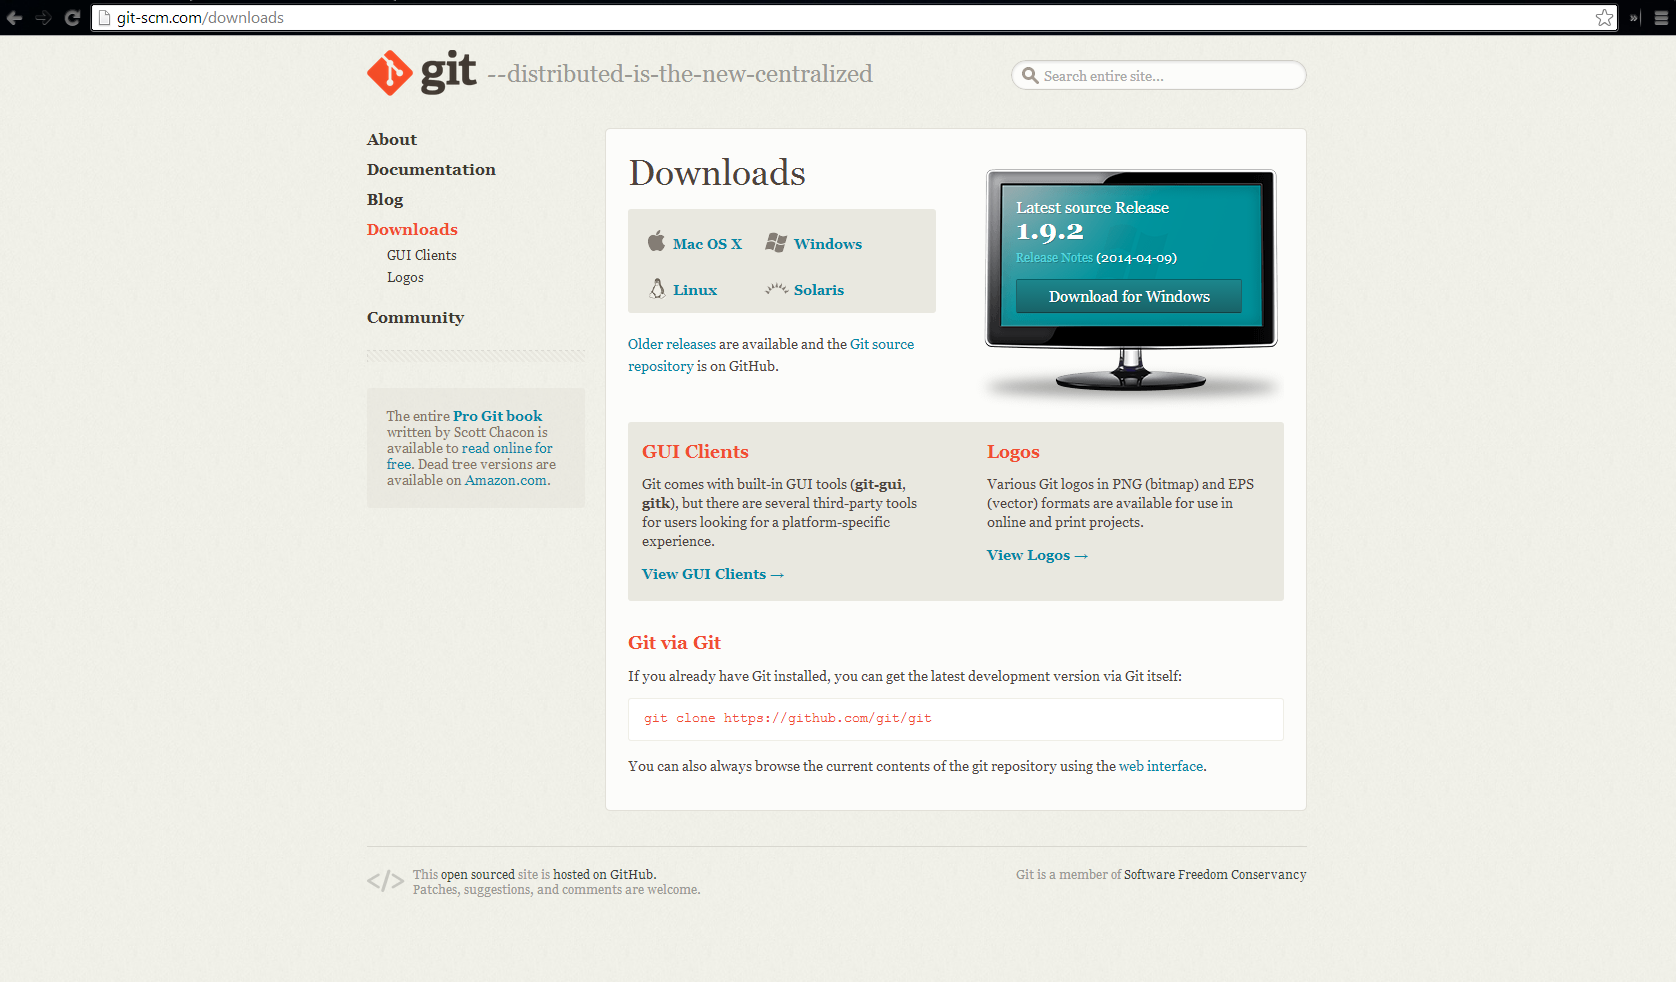 git-scm.com/downloads
git --distributed-is-the-new-centralized
Search entire site...
About
Documentation
Blog
Downloads
GUI Clients
Logos
Community
The entire Pro Git book
written by Scott Chacon is
available to read online for
free. Dead tree versions are
available on Amazon.com.
Downloads
Mac OS X
Windows
Linux
Solaris
Older releases are available and the Git source
repository is on GitHub.
Latest source Release
1.9.2
Release Notes (2014-04-09)
Download for Windows
GUI Clients
Git comes with built-in GUI tools (git-gui,
gitk), but there are several third-party tools
for users looking for a platform-specific
experience.
View GUI Clients →
Logos
Various Git logos in PNG (bitmap) and EPS
(vector) formats are available for use in
online and print projects.
View Logos →
Git via Git
If you already have Git installed, you can get the latest development version via Git itself:
git clone https://github.com/git/git
You can also always browse the current contents of the git repository using the web interface.
</> This open sourced site is hosted on GitHub.
Patches, suggestions, and comments are welcome.
Git is a member of Software Freedom Conservancy